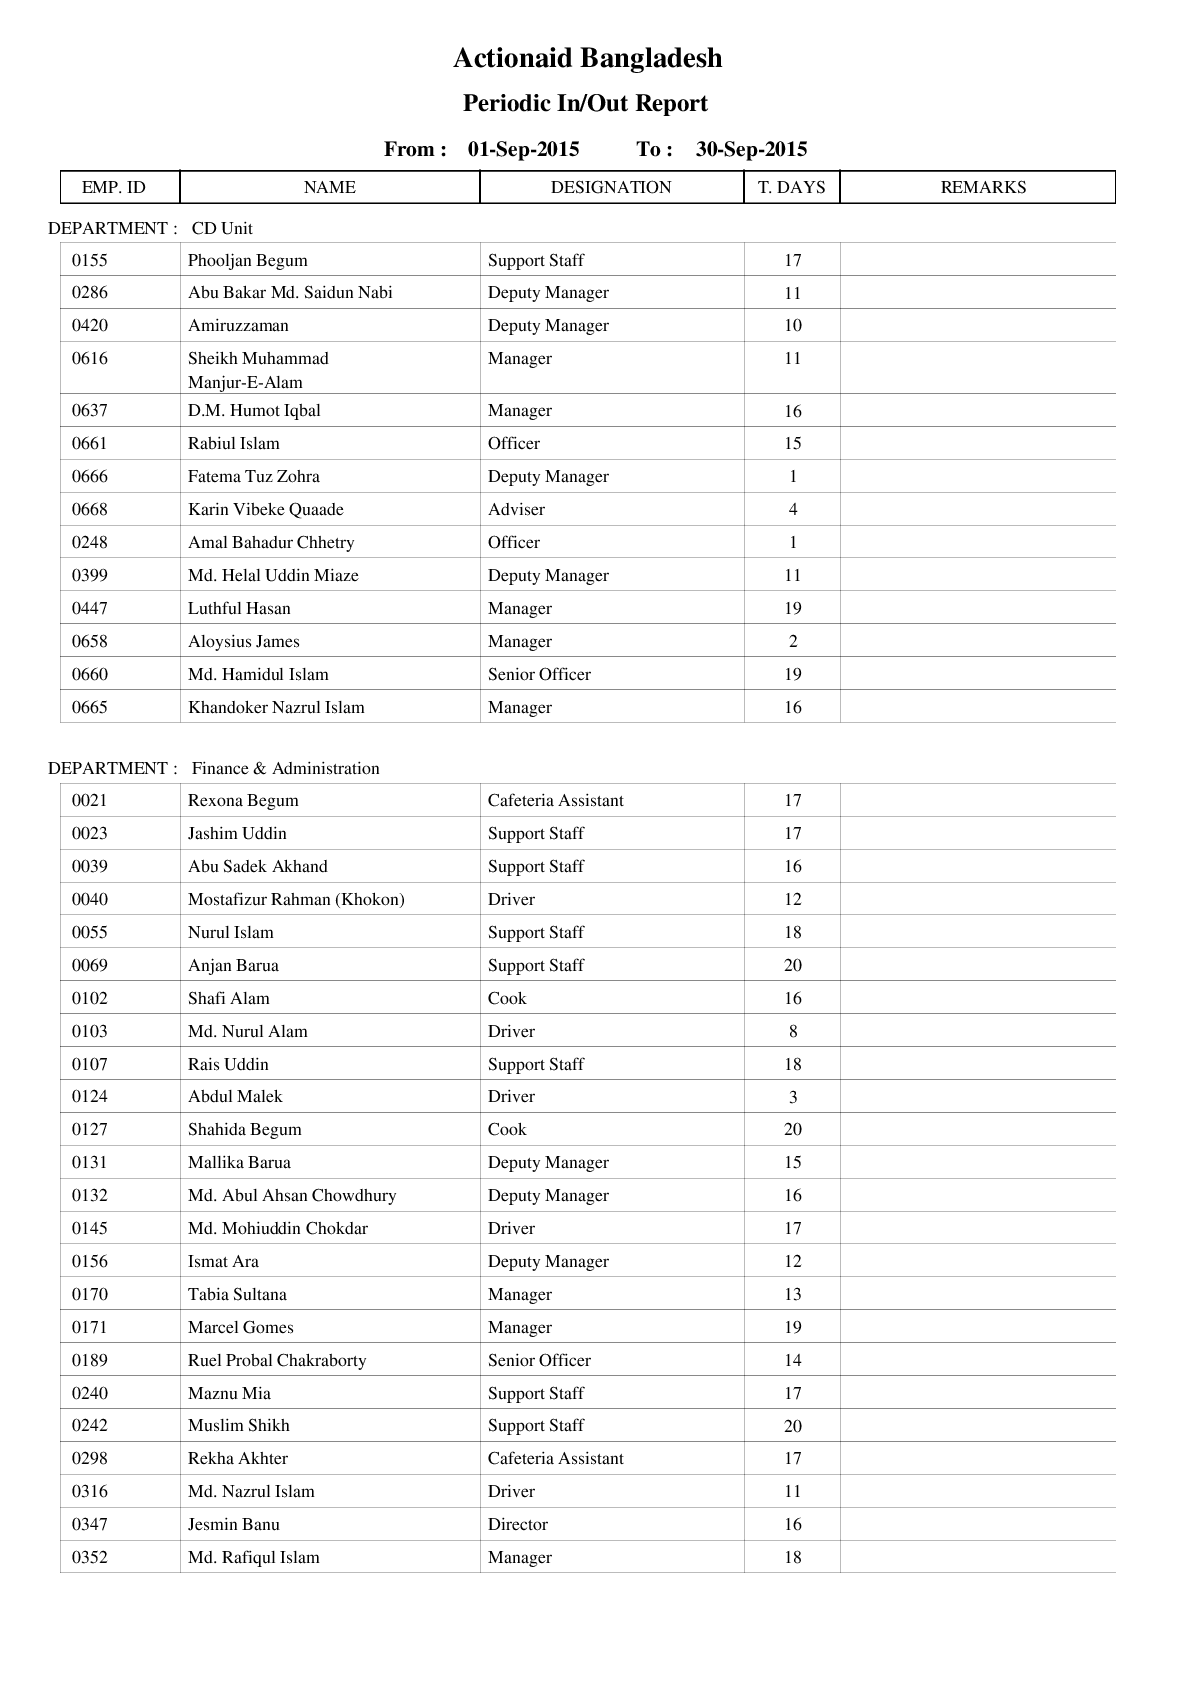 Actionaid Bangladesh
Periodic In/Out Report
From : 01-Sep-2015 To : 30-Sep-2015
EMP. ID NAME DESIGNATION T. DAYS REMARKS
DEPARTMENT : CD Unit
0155 Phooljan Begum Support Staff 17
0286 Abu Bakar Md. Saidun Nabi Deputy Manager 11
0420 Amiruzzaman Deputy Manager 10
0616 Sheikh Muhammad Manager 11
Manjur-E-Alam
0637 D.M. Humot Iqbal Manager 16
0661 Rabiul Islam Officer 15
0666 Fatema Tuz Zohra Deputy Manager 1
0668 Karin Vibeke Quaade Adviser 4
0248 Amal Bahadur Chhetry Officer 1
0399 Md. Helal Uddin Miaze Deputy Manager 11
0447 Luthful Hasan Manager 19
0658 Aloysius James Manager 2
0660 Md. Hamidul Islam Senior Officer 19
0665 Khandoker Nazrul Islam Manager 16
DEPARTMENT : Finance & Administration
0021 Rexona Begum Cafeteria Assistant 17
0023 Jashim Uddin Support Staff 17
0039 Abu Sadek Akhand Support Staff 16
0040 Mostafizur Rahman (Khokon) Driver 12
0055 Nurul Islam Support Staff 18
0069 Anjan Barua Support Staff 20
0102 Shafi Alam Cook 16
0103 Md. Nurul Alam Driver 8
0107 Rais Uddin Support Staff 18
0124 Abdul Malek Driver 3
0127 Shahida Begum Cook 20
0131 Mallika Barua Deputy Manager 15
0132 Md. Abul Ahsan Chowdhury Deputy Manager 16
0145 Md. Mohiuddin Chokdar Driver 17
0156 Ismat Ara Deputy Manager 12
0170 Tabia Sultana Manager 13
0171 Marcel Gomes Manager 19
0189 Ruel Probal Chakraborty Senior Officer 14
0240 Maznu Mia Support Staff 17
0242 Muslim Shikh Support Staff 20
0298 Rekha Akhter Cafeteria Assistant 17
0316 Md. Nazrul Islam Driver 11
0347 Jesmin Banu Director 16
0352 Md. Rafiqul Islam Manager 18